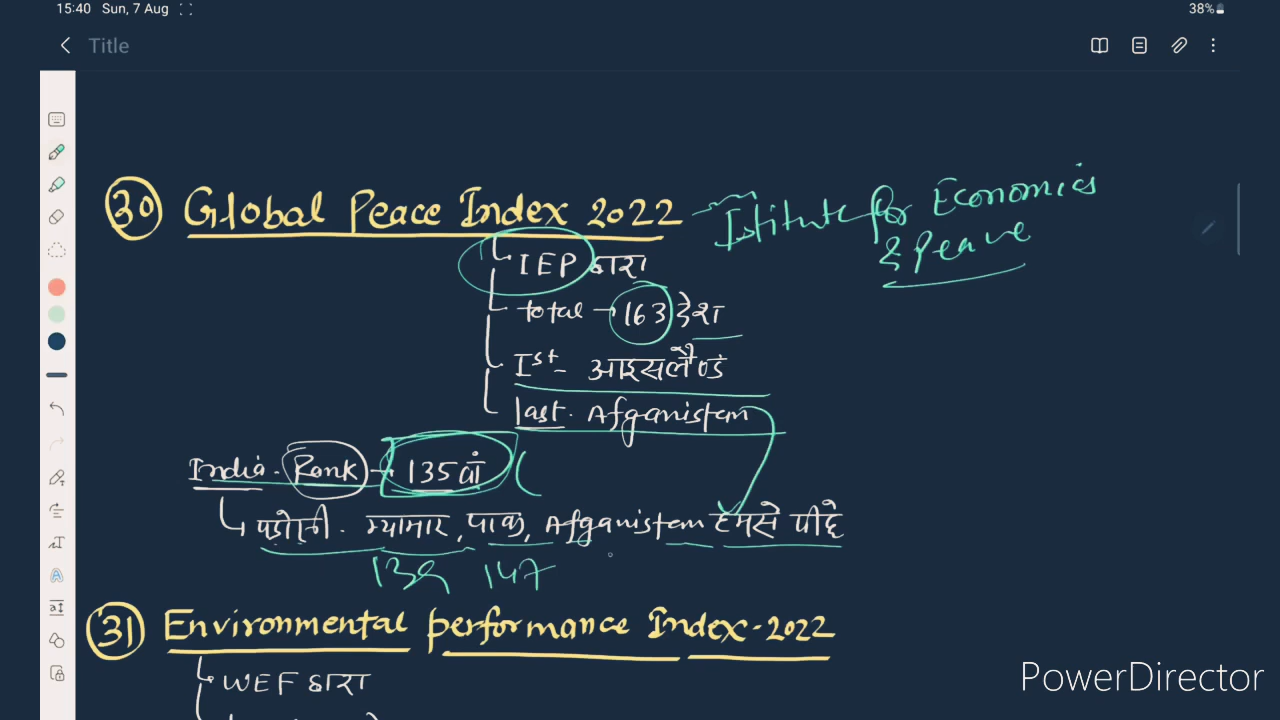 15:40 Sun, 7 Aug
38%
Title
30 Global Peace Index 2022 - Istitute for Economics
& Peave
IEP द्वारा
total → 163 देश
Ist - आइसलैण्ड
last. Afganistan
India. Rank → 135वां
पड़ोसी. म्यामार, पाक, Afganistan हमसे पीछे
139 147
31 Environmental performance Index-2022
WEF द्वारा
PowerDirector